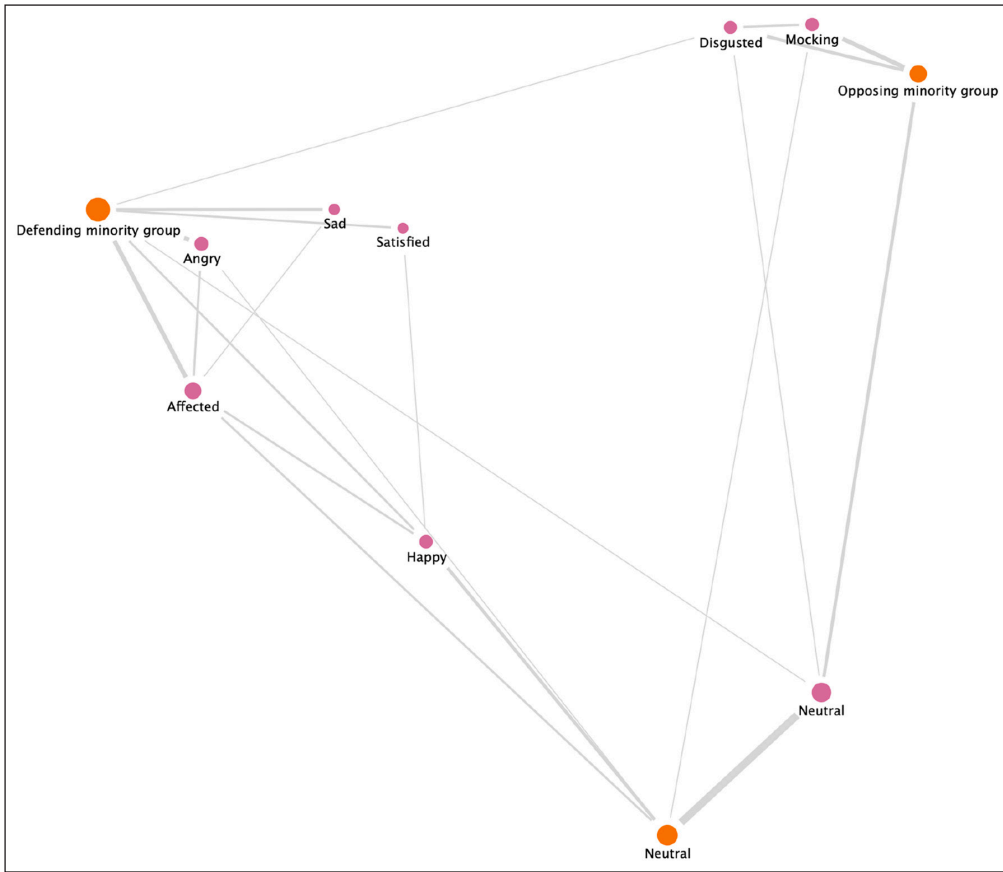 Mocking
Disgusted
Opposing minority group
Sad
Defending minority group
Satisfied
Angry
Affected
Happy
Neutral
Neutral